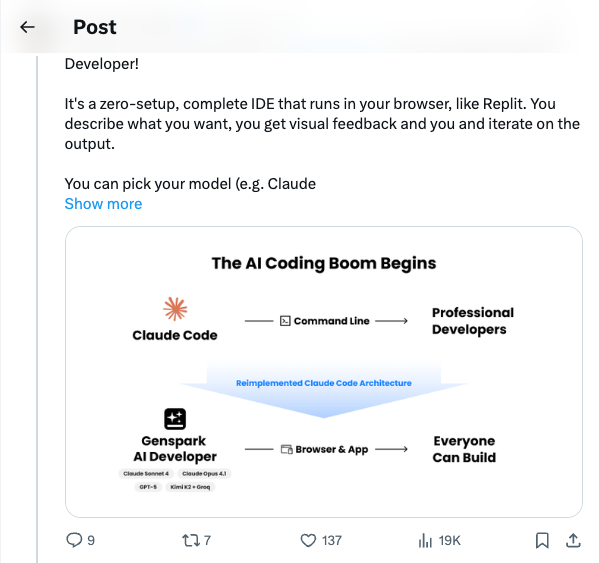 Post
Developer!
It's a zero-setup, complete IDE that runs in your browser, like Replit. You
describe what you want, you get visual feedback and you and iterate on the
output.
You can pick your model (e.g. Claude
Show more
The AI Coding Boom Begins
Claude Code
Command Line
Professional
Developers
Reimplemented Claude Code Architecture
Genspark
AI Developer
Claude Sonnet 4
Claude Opus 4.1
GPT-5
Kimi K2 + Groq
Browser & App
Everyone
Can Build
9
7
137
19K